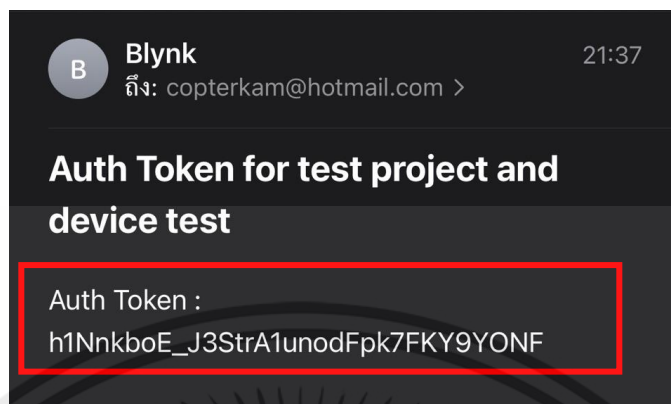 B
Blynk
21:37
ถึง: copterkam@hotmail.com >
Auth Token for test project and
device test
Auth Token :
h1NnkboE_J3StrA1unodFpk7FKY9YONF